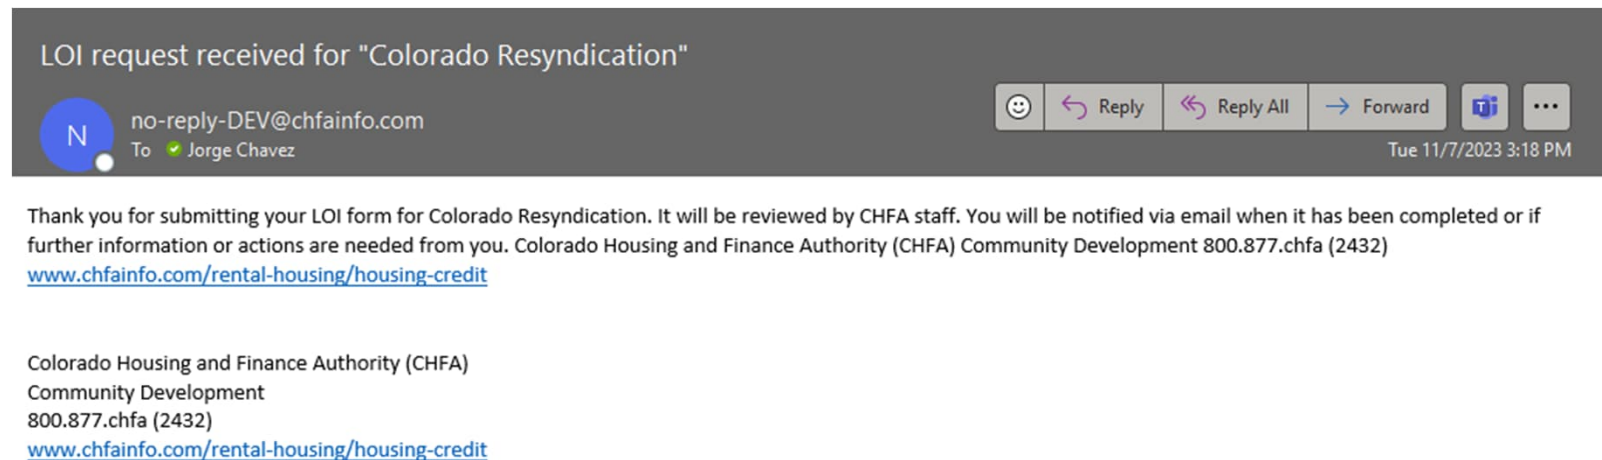 LOI request received for "Colorado Resyndication"
N
no-reply-DEV@chfainfo.com
To Jorge Chavez
Reply
Reply All
Forward
Tue 11/7/2023 3:18 PM
Thank you for submitting your LOI form for Colorado Resyndication. It will be reviewed by CHFA staff. You will be notified via email when it has been completed or if
further information or actions are needed from you. Colorado Housing and Finance Authority (CHFA) Community Development 800.877.chfa (2432)
www.chfainfo.com/rental-housing/housing-credit
Colorado Housing and Finance Authority (CHFA)
Community Development
800.877.chfa (2432)
www.chfainfo.com/rental-housing/housing-credit